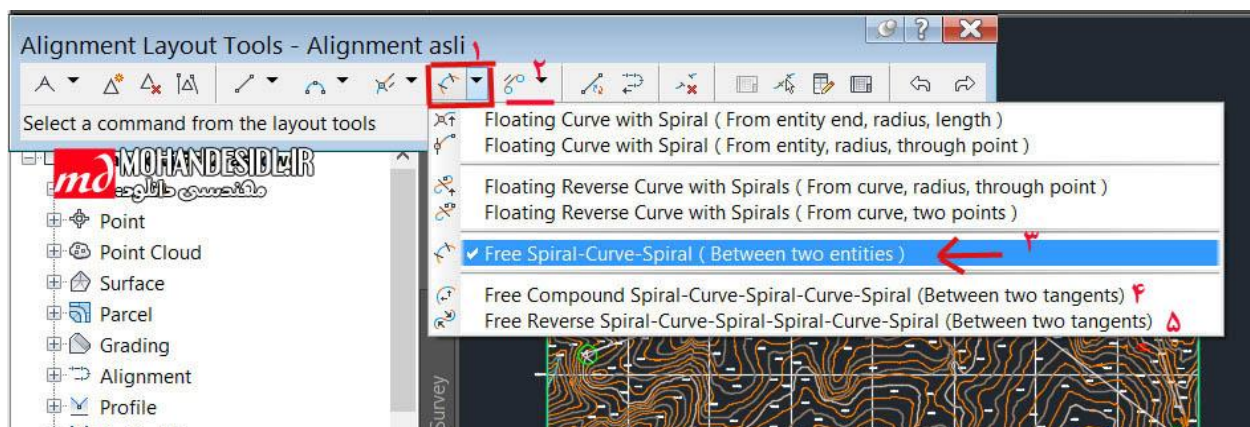 Alignment Layout Tools - Alignment asli ۱
۲
Select a command from the layout tools
Floating Curve with Spiral ( From entity end, radius, length )
Floating Curve with Spiral ( From entity, radius, through point )
Floating Reverse Curve with Spirals ( From curve, radius, through point )
Floating Reverse Curve with Spirals ( From curve, two points )
Free Spiral-Curve-Spiral ( Between two entities ) ۳
Free Compound Spiral-Curve-Spiral-Curve-Spiral (Between two tangents) ۴
Free Reverse Spiral-Curve-Spiral-Spiral-Curve-Spiral (Between two tangents) ۵
md MOHANDESIDL.IR
مهندسی دانلود
Point
Point Cloud
Surface
Parcel
Grading
Alignment
Profile
Survey